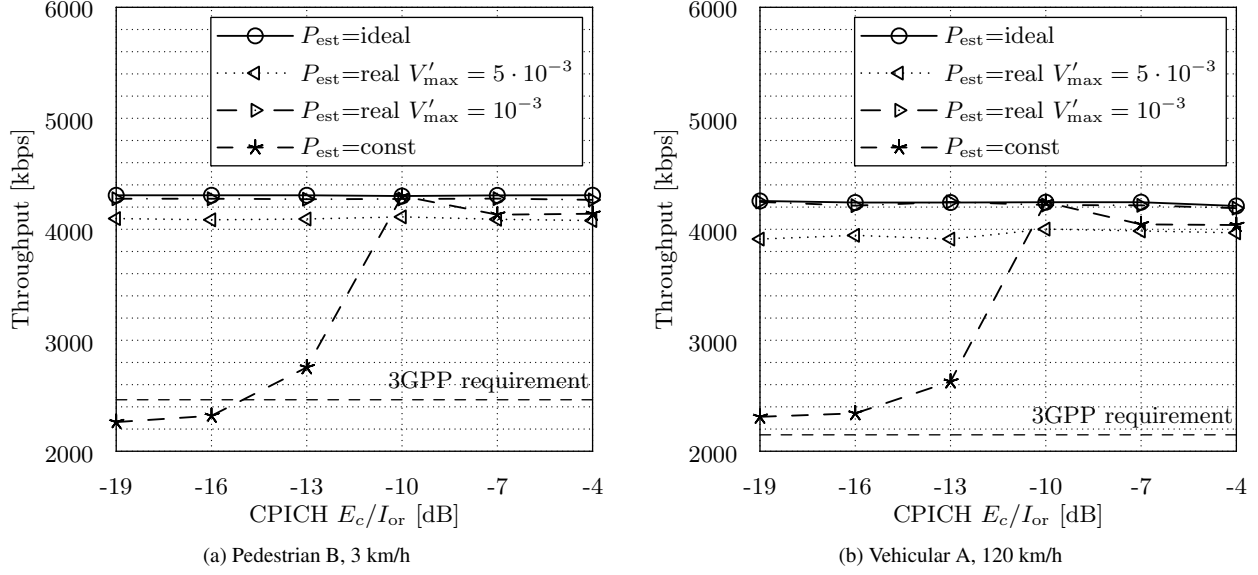 6000
5000
4000
3000
2000
Throughput [kbps]
P_est=ideal
P_est=real V′_max = 5 · 10⁻³
P_est=real V′_max = 10⁻³
P_est=const
3GPP requirement
-19 -16 -13 -10 -7 -4
CPICH E_c/I_or [dB]
(a) Pedestrian B, 3 km/h
6000
5000
4000
3000
2000
Throughput [kbps]
P_est=ideal
P_est=real V′_max = 5 · 10⁻³
P_est=real V′_max = 10⁻³
P_est=const
3GPP requirement
-19 -16 -13 -10 -7 -4
CPICH E_c/I_or [dB]
(b) Vehicular A, 120 km/h